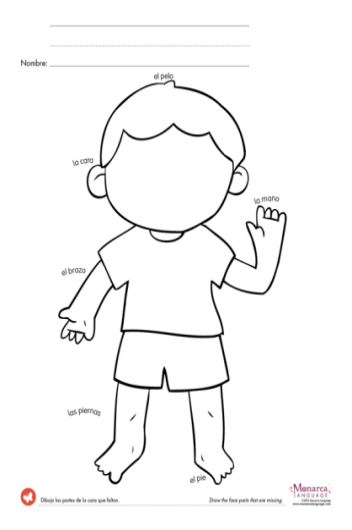 Nombre:
el pelo
la cara
la mano
el brazo
las piernas
el pie
Dibuja las partes de la cara que faltan.
Draw the face parts that are missing.
Monarca
LANGUAGE